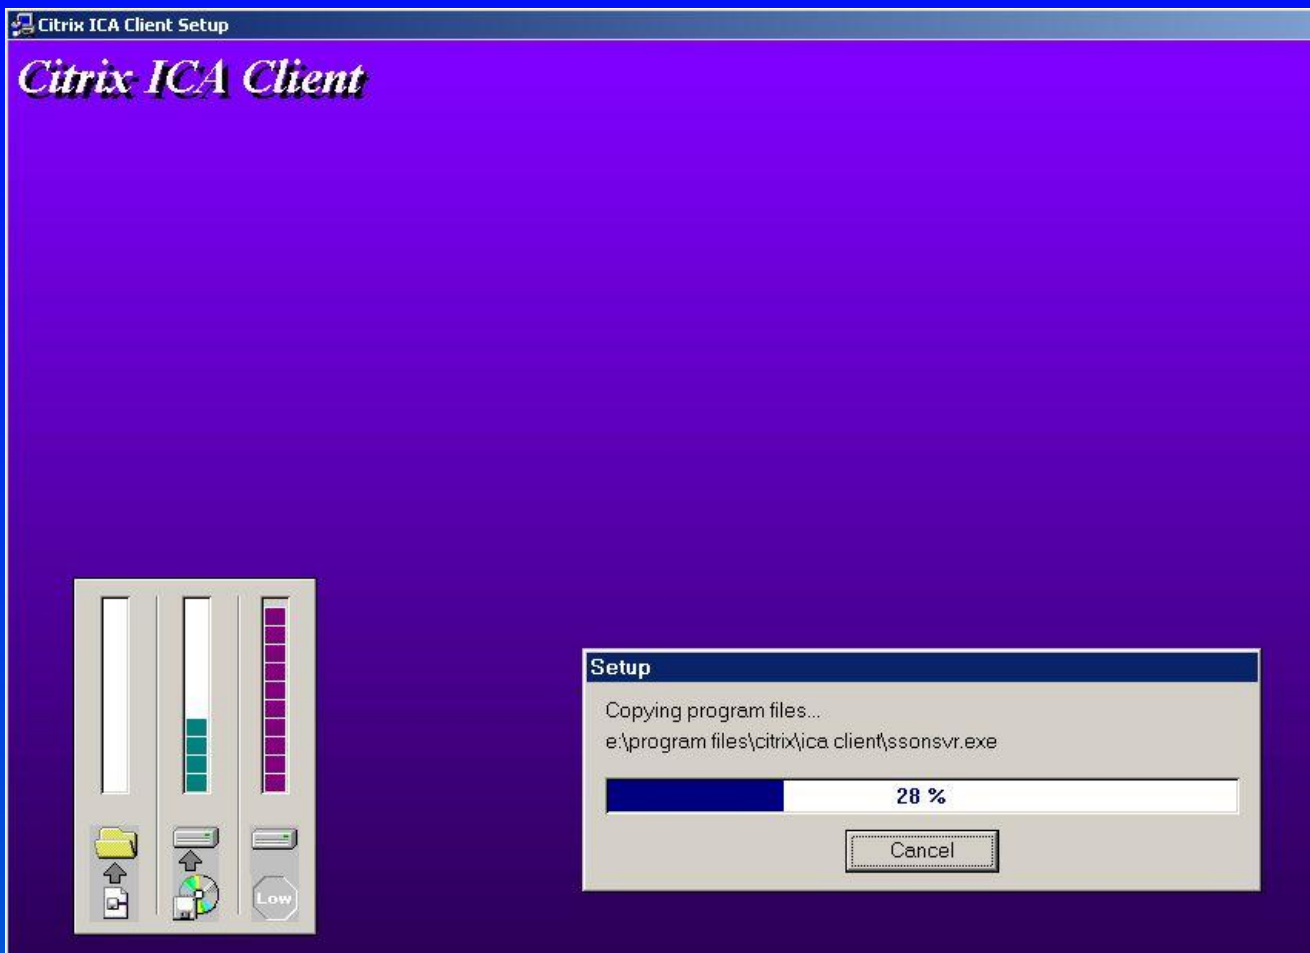 Citrix ICA Client Setup
Citrix ICA Client
Setup
Copying program files...
e:\program files\citrix\ica client\ssonsvr.exe
28 %
Cancel
Low